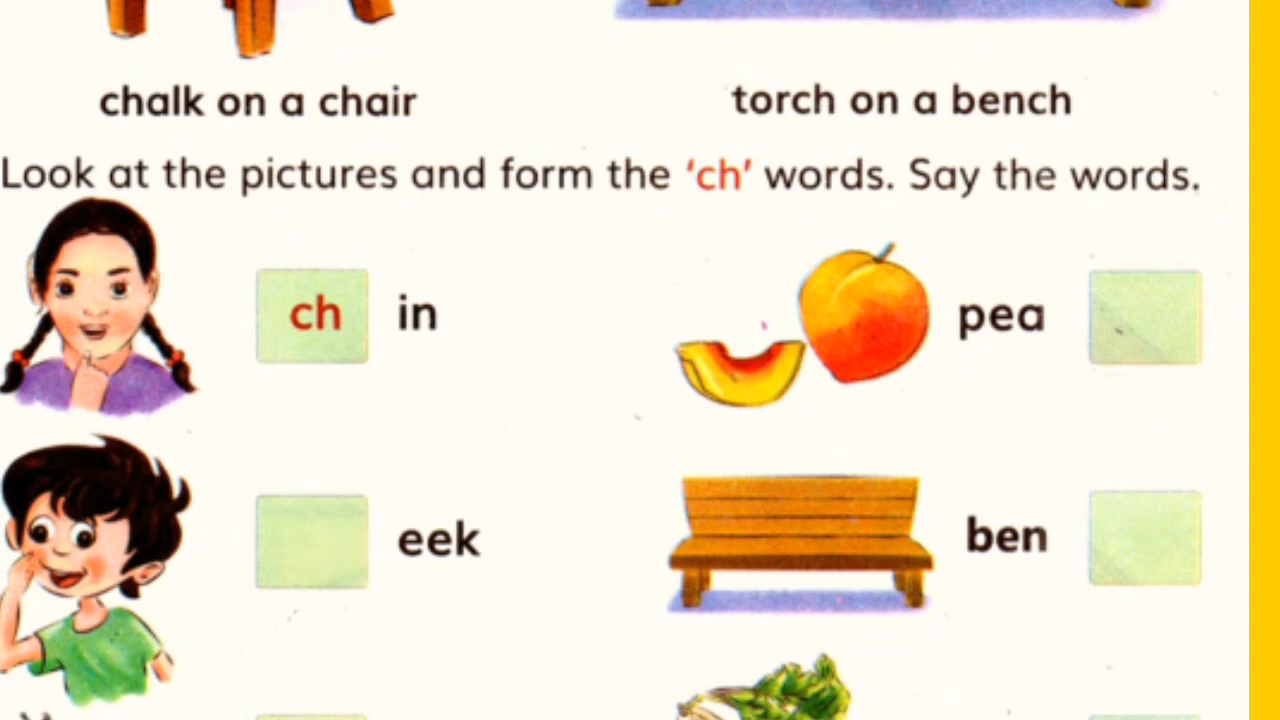 chalk on a chair
torch on a bench
Look at the pictures and form the 'ch' words. Say the words.
ch in
pea
eek
ben